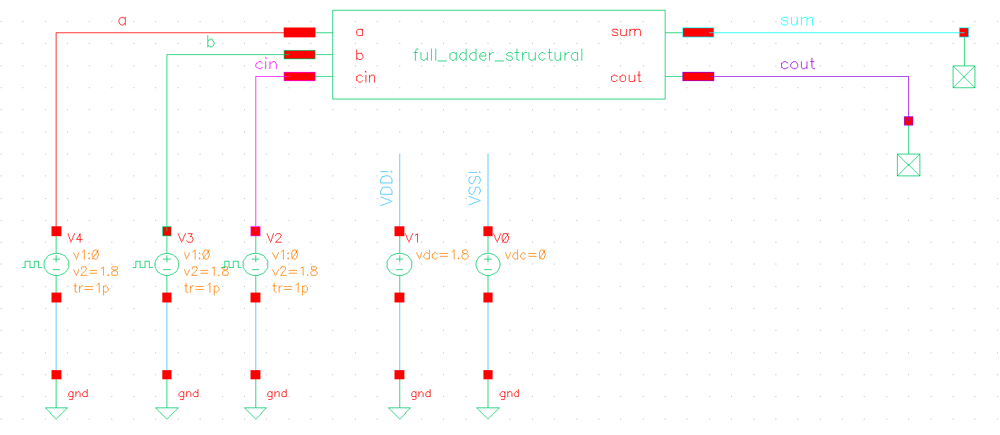 a
b
cin
a
b
cin
full_adder_structural
sum
cout
sum
cout
VDD!
VSS!
V4
v1:0
v2=1.8
tr=1p
V3
v1:0
v2=1.8
tr=1p
V2
v1:0
v2=1.8
tr=1p
V1
vdc=1.8
V0
vdc=0
gnd
gnd
gnd
gnd
gnd